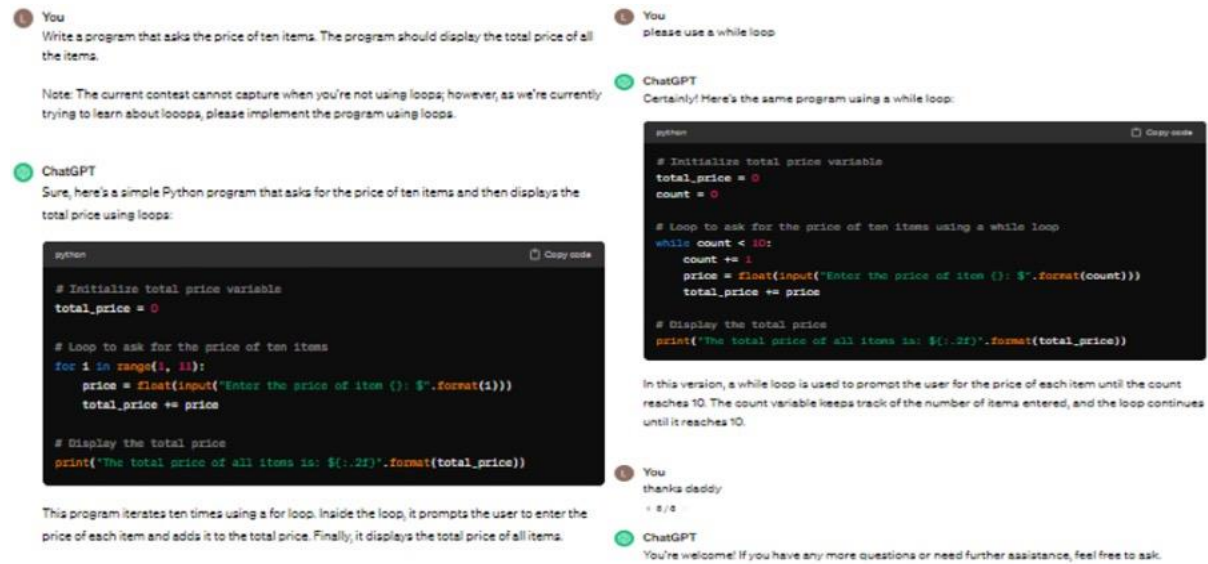 L
You
Write a program that asks the price of ten items. The program should display the total price of all
the items.
Note: The current contest cannot capture when you're not using loops; however, as we're currently
trying to learn about looops, please implement the program using loops.
ChatGPT
Sure, here's a simple Python program that asks for the price of ten items and then displays the
total price using loops:
python
Copy code
# Initialize total price variable
total_price = 0
# Loop to ask for the price of ten items
for i in range(1, 11):
    price = float(input("Enter the price of item {}: $".format(i)))
    total_price += price
# Display the total price
print("The total price of all items is: ${:.2f}".format(total_price))
This program iterates ten times using a for loop. Inside the loop, it prompts the user to enter the
price of each item and adds it to the total price. Finally, it displays the total price of all items.
L
You
please use a while loop
ChatGPT
Certainly! Here's the same program using a while loop:
python
Copy code
# Initialize total price variable
total_price = 0
count = 0
# Loop to ask for the price of ten items using a while loop
while count < 10:
    count += 1
    price = float(input("Enter the price of item {}: $".format(count)))
    total_price += price
# Display the total price
print("The total price of all items is: ${:.2f}".format(total_price))
In this version, a while loop is used to prompt the user for the price of each item until the count
reaches 10. The count variable keeps track of the number of items entered, and the loop continues
until it reaches 10.
L
You
thanks daddy
ChatGPT
You're welcome! If you have any more questions or need further assistance, feel free to ask.